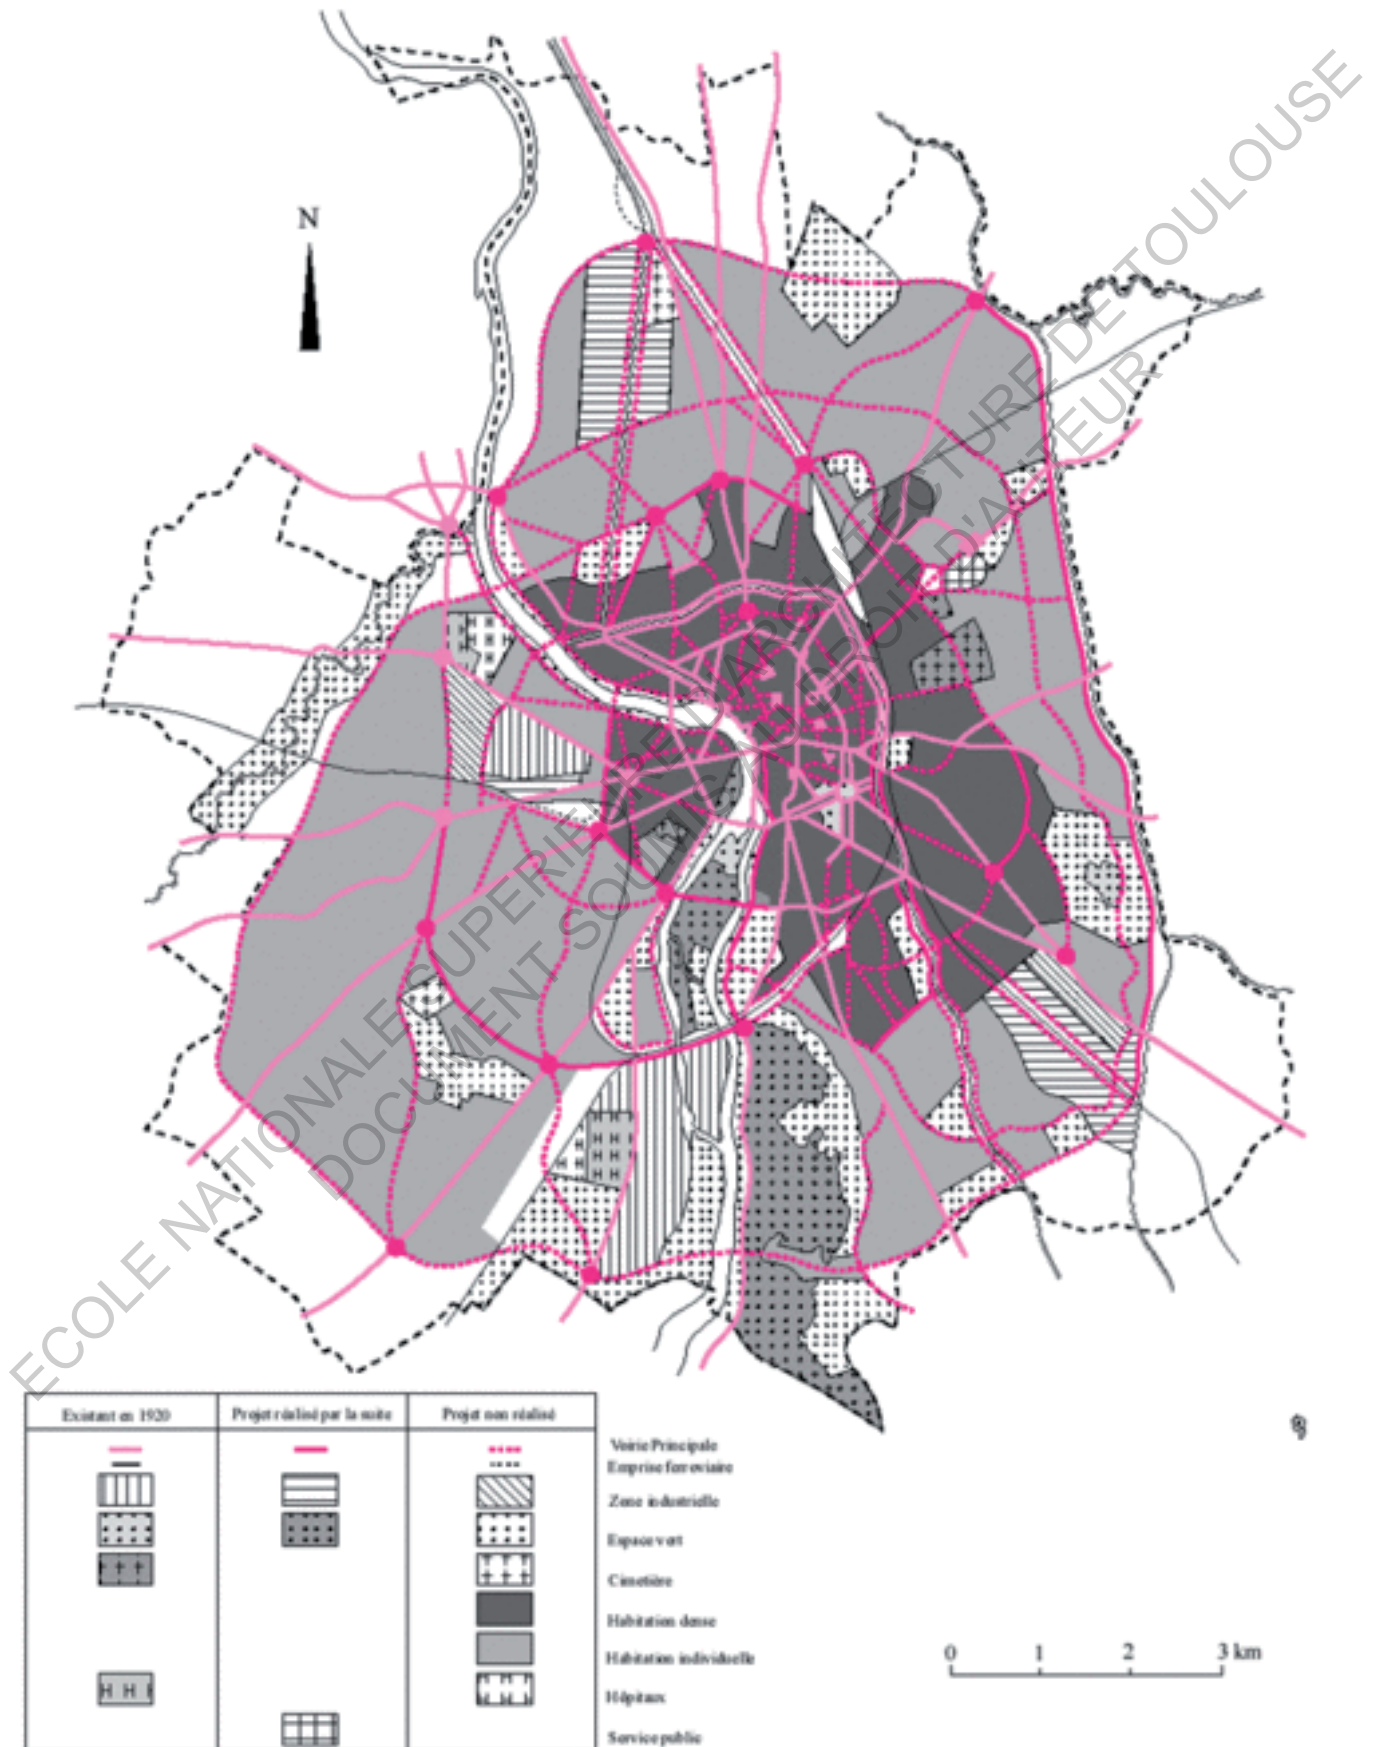 ECOLE NATIONALE SUPERIEURE D'ARCHITECTURE DE TOULOUSE
DOCUMENT SOUMIS AU DROIT D'AUTEUR
N
Existant en 1920
Projet réalisé par la suite
Projet non réalisé
Voirie Principale
Emprise ferroviaire
Zone industrielle
Espace vert
Cimetière
Habitation dense
Habitation individuelle
Hôpitaux
Service public
0 1 2 3 km